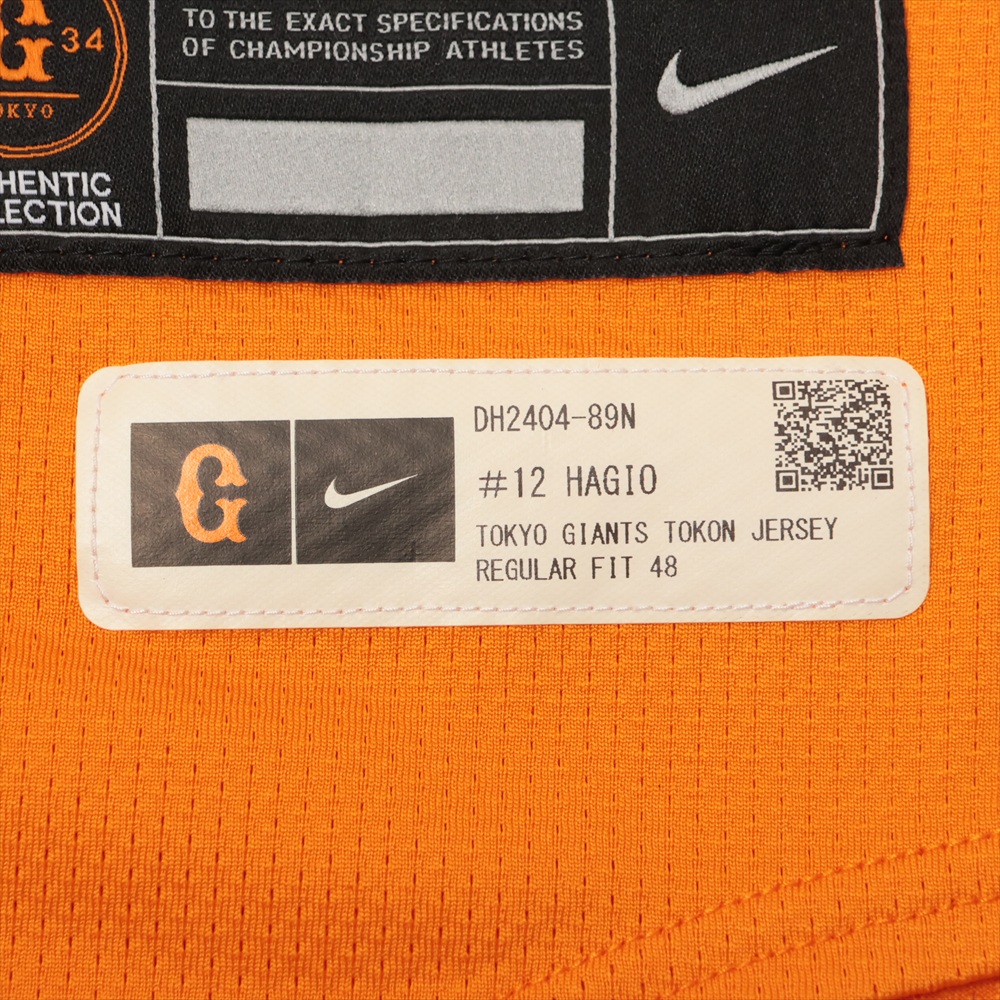 TO THE EXACT SPECIFICATIONS
OF CHAMPIONSHIP ATHLETES
G 34
OKYO
HENTIC
LECTION
G
DH2404-89N
#12 HAGIO
TOKYO GIANTS TOKON JERSEY
REGULAR FIT 48